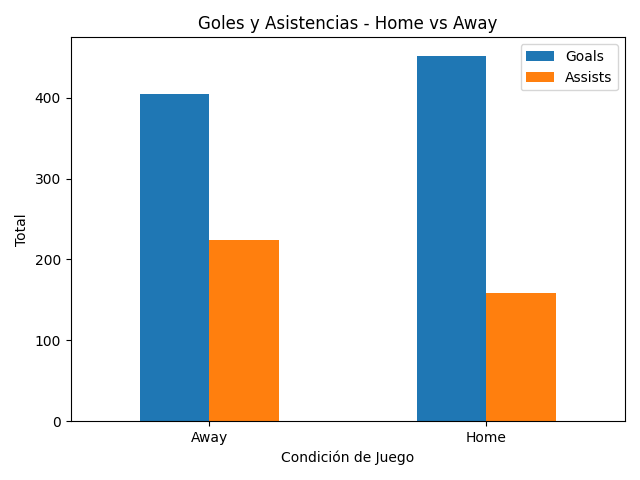 Goles y Asistencias - Home vs Away
Goals
Assists
Total
400
300
200
100
0
Away
Home
Condición de Juego